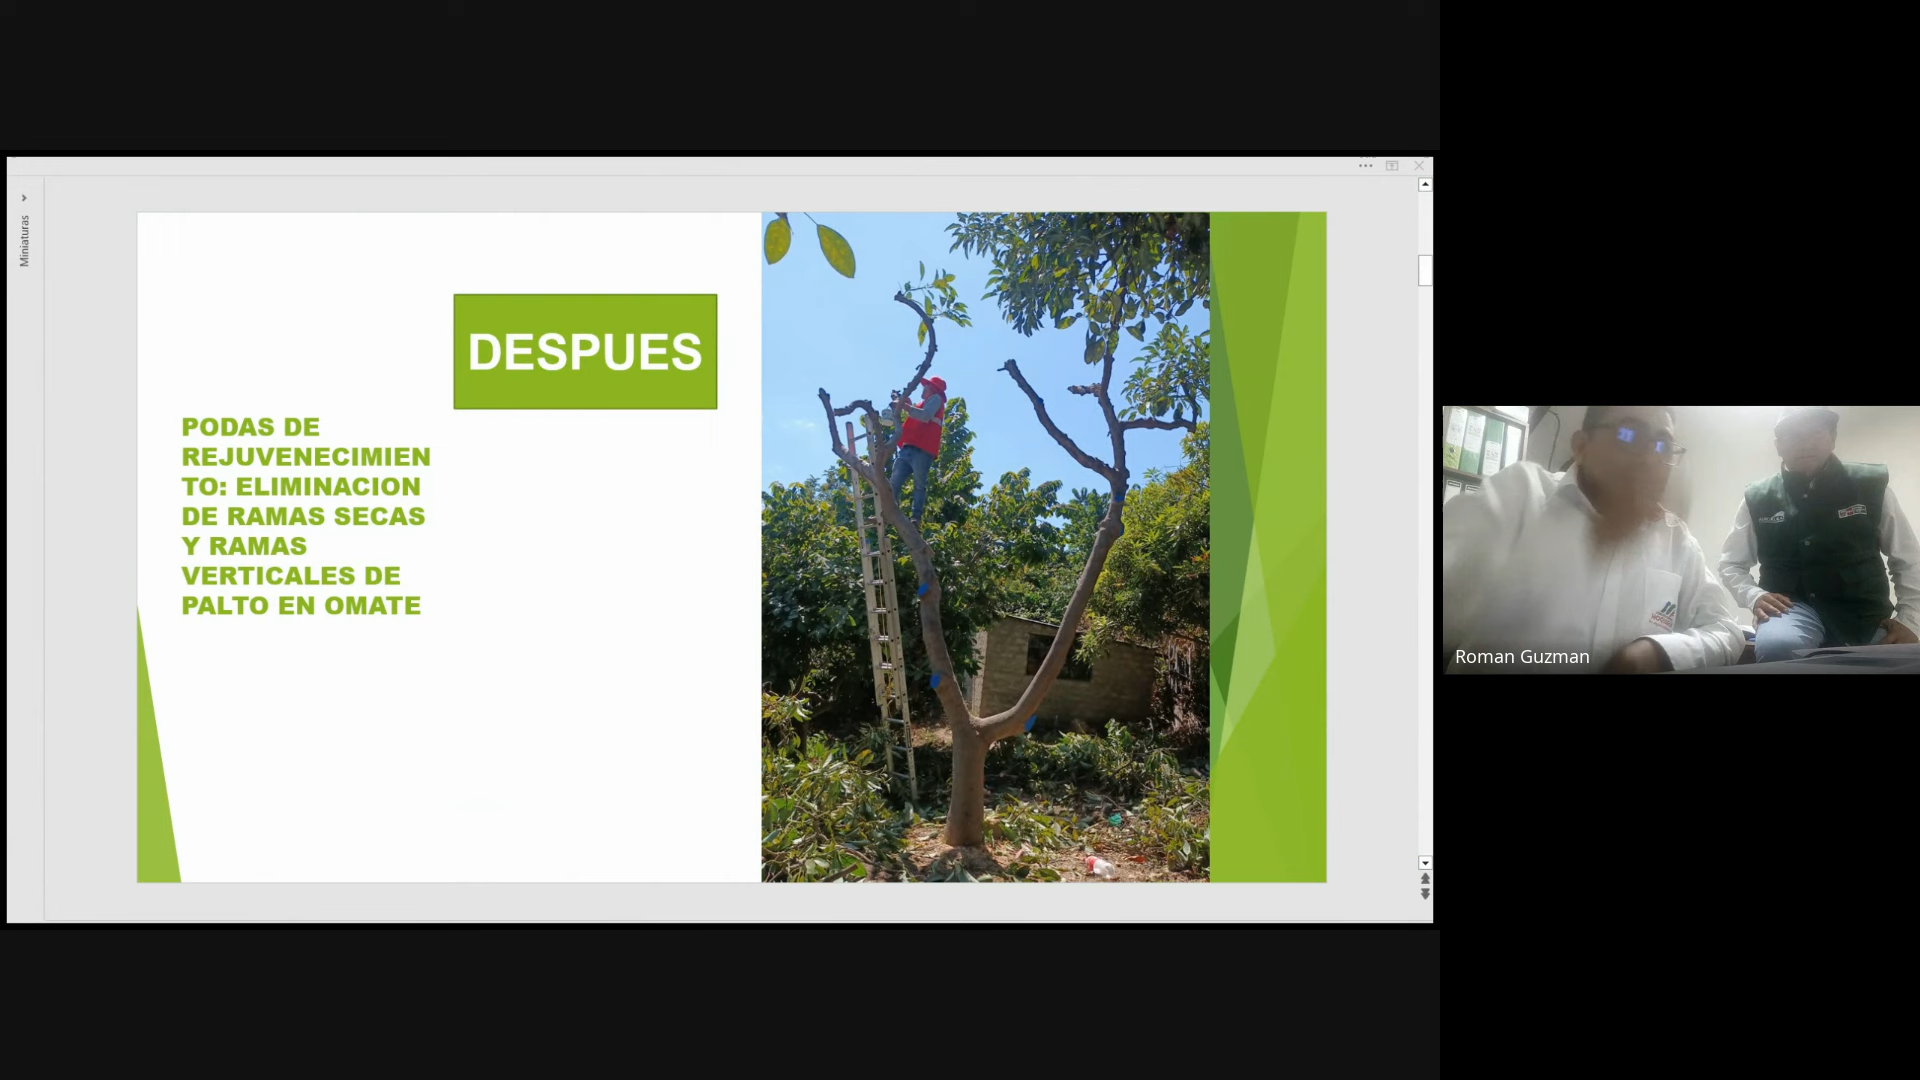 Miniaturas
DESPUES
PODAS DE
REJUVENECIMIEN
TO: ELIMINACION
DE RAMAS SECAS
Y RAMAS
VERTICALES DE
PALTO EN OMATE
Roman Guzman